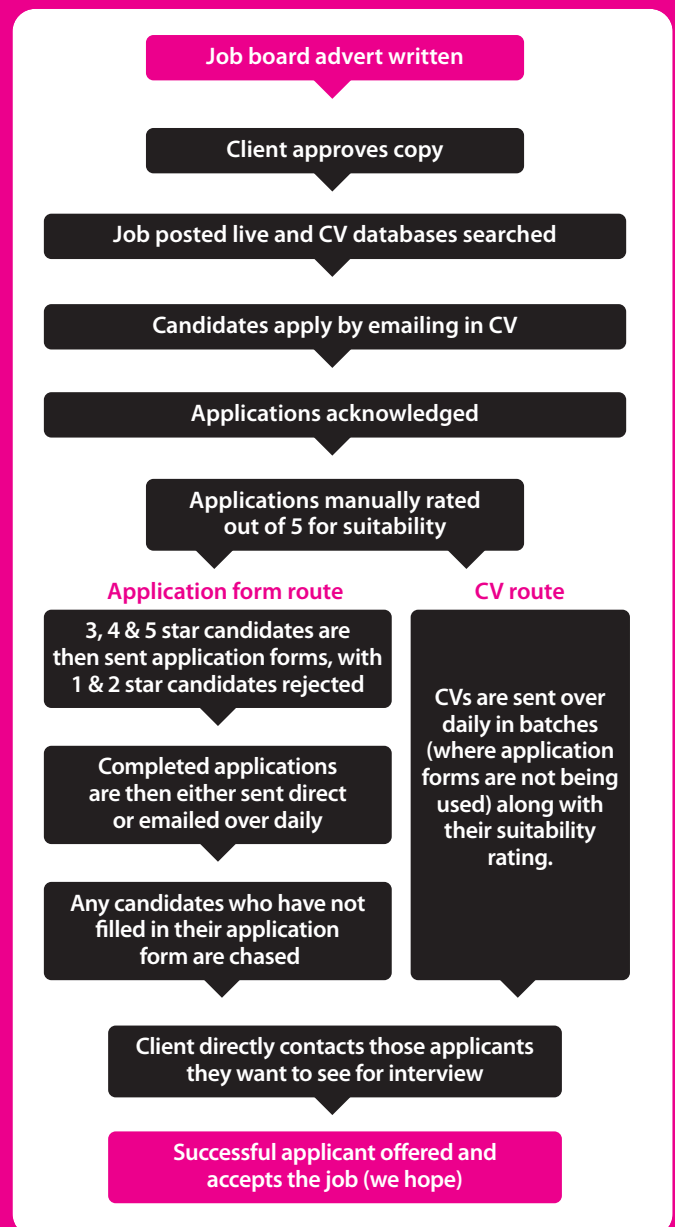 Job board advert written
Client approves copy
Job posted live and CV databases searched
Candidates apply by emailing in CV
Applications acknowledged
Applications manually rated
out of 5 for suitability
Application form route
3, 4 & 5 star candidates are
then sent application forms, with
1 & 2 star candidates rejected
Completed applications
are then either sent direct
or emailed over daily
Any candidates who have not
filled in their application
form are chased
CV route
CVs are sent over
daily in batches
(where application
forms are not being
used) along with
their suitability
rating.
Client directly contacts those applicants
they want to see for interview
Successful applicant offered and
accepts the job (we hope)